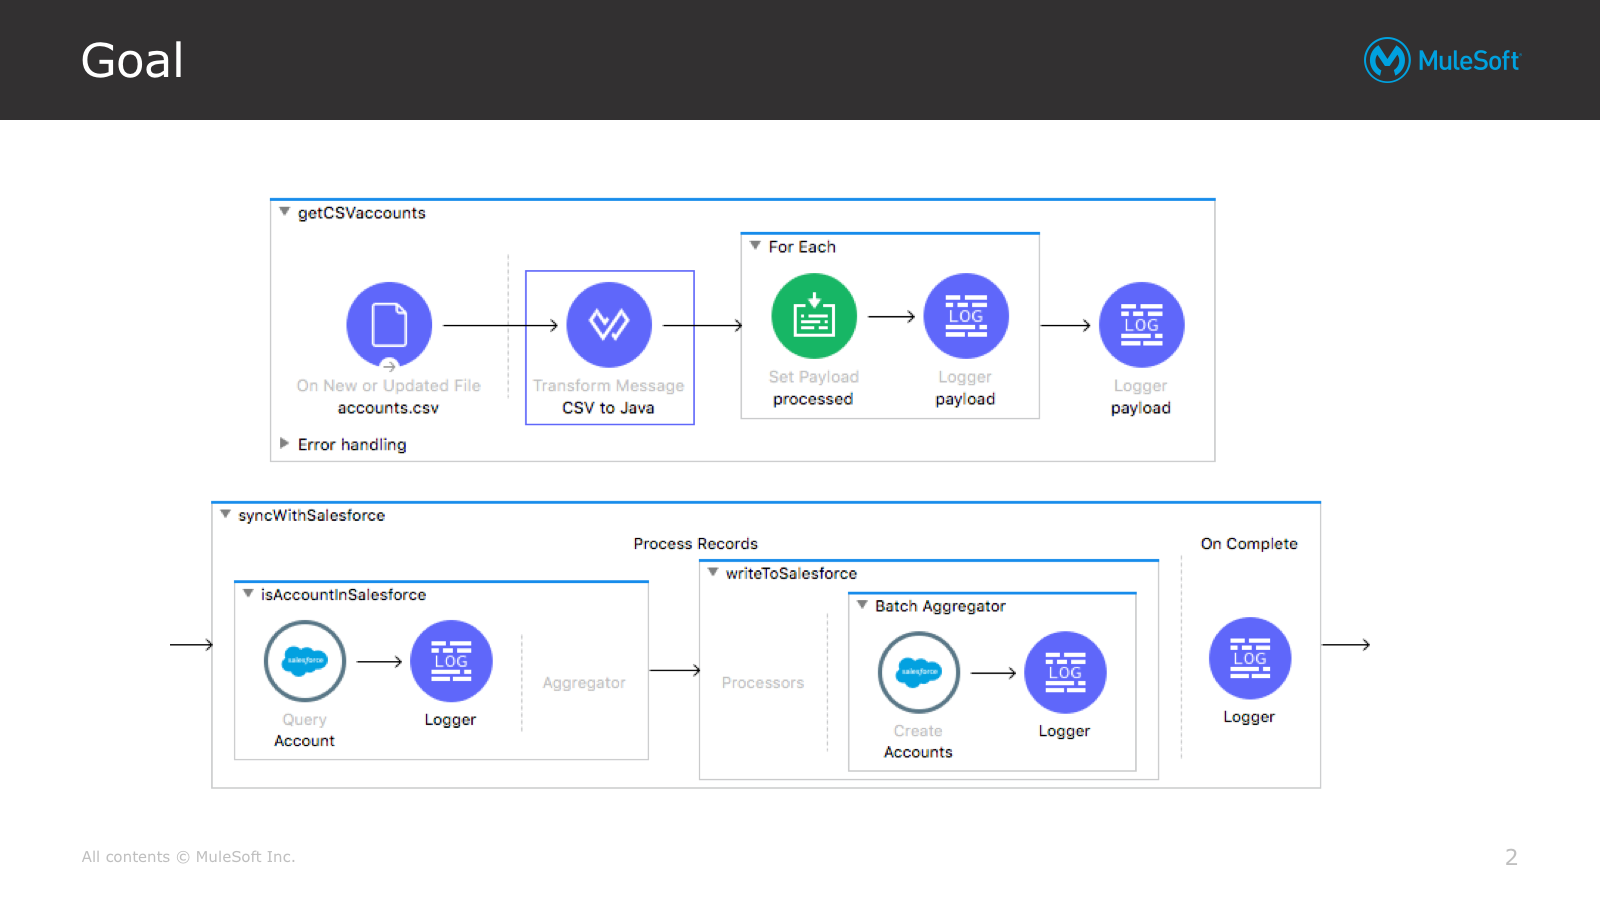 Goal
MuleSoft
getCSVaccounts
For Each
LOG
LOG
On New or Updated File
accounts.csv
Transform Message
CSV to Java
Set Payload
processed
Logger
payload
Logger
payload
Error handling
syncWithSalesforce
Process Records
On Complete
isAccountInSalesforce
writeToSalesforce
Batch Aggregator
salesforce
LOG
Aggregator
Processors
salesforce
LOG
LOG
Query
Account
Logger
Create
Accounts
Logger
Logger
All contents © MuleSoft Inc.
2